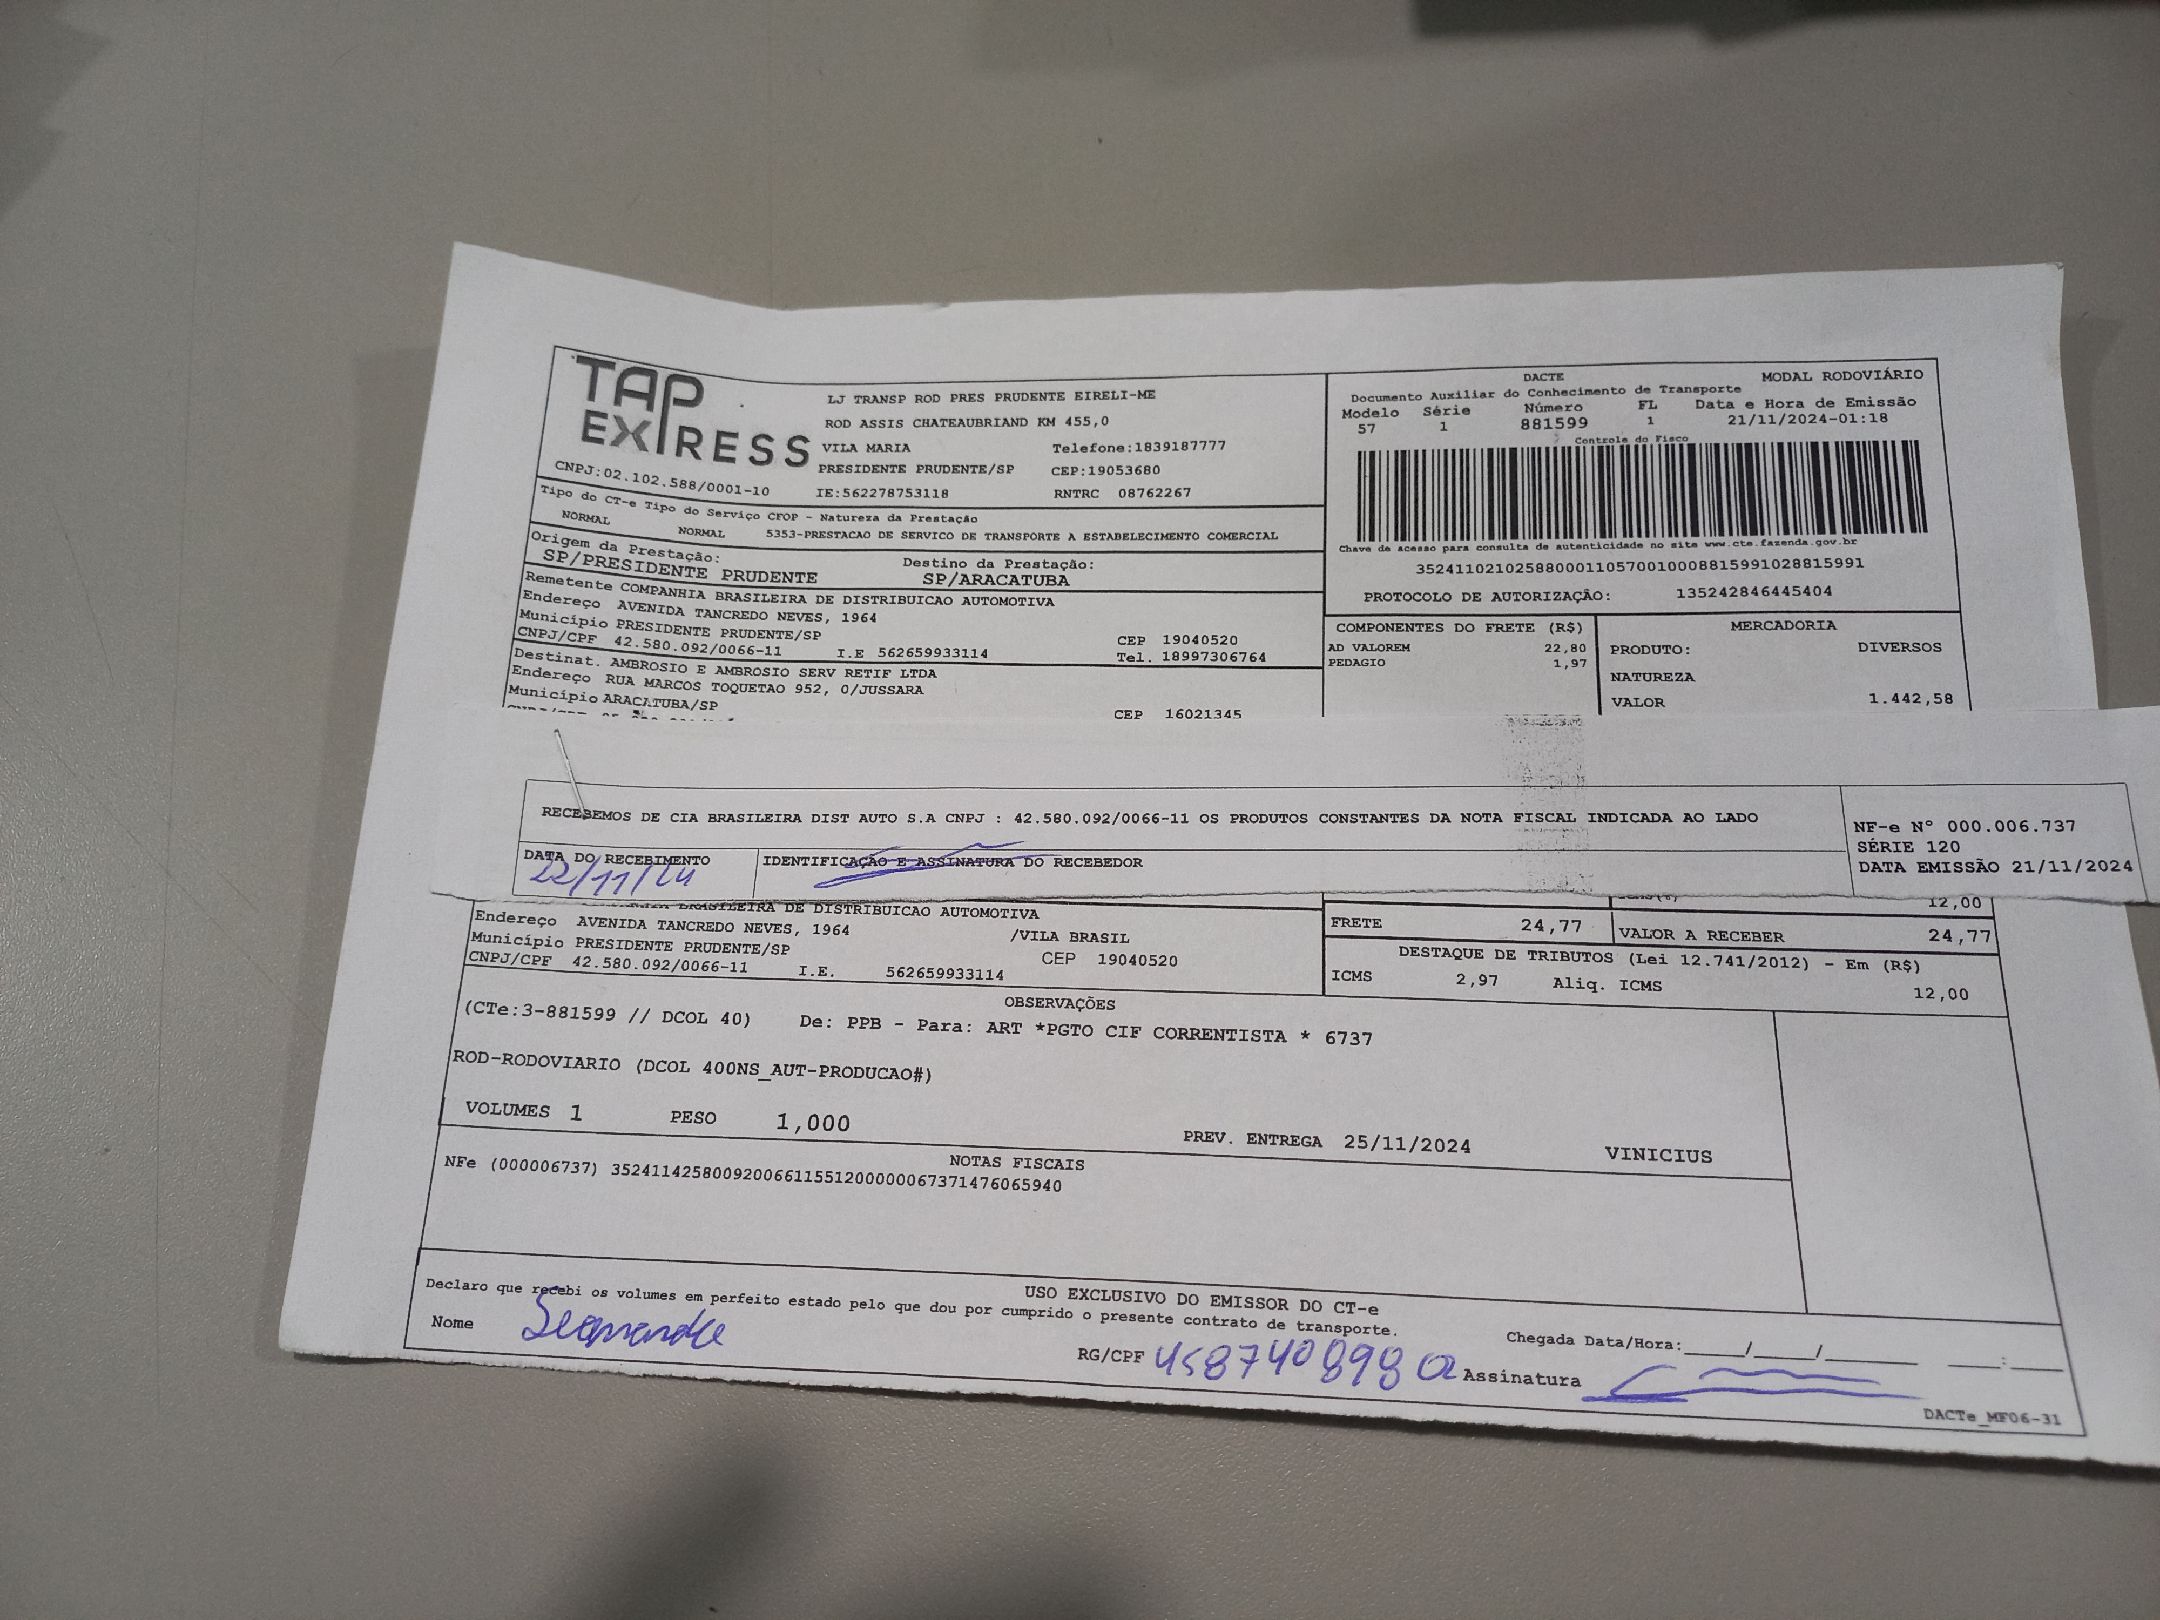 TAP EXPRESS
LJ TRANSP ROD PRES PRUDENTE EIRELI-ME
ROD ASSIS CHATEAUBRIAND KM 455,0
VILA MARIA Telefone:1839187777
PRESIDENTE PRUDENTE/SP CEP:19053680
CNPJ:02.102.588/0001-10 IE:562278753118 RNTRC 08762267
Tipo do CT-e Tipo do Serviço CFOP - Natureza da Prestação
NORMAL NORMAL 5353-PRESTACAO DE SERVICO DE TRANSPORTE A ESTABELECIMENTO COMERCIAL
Origem da Prestação: Destino da Prestação:
SP/PRESIDENTE PRUDENTE SP/ARACATUBA
Remetente COMPANHIA BRASILEIRA DE DISTRIBUICAO AUTOMOTIVA
Endereço AVENIDA TANCREDO NEVES, 1964
Município PRESIDENTE PRUDENTE/SP CEP 19040520
CNPJ/CPF 42.580.092/0066-11 I.E 562659933114 Tel. 18997306764
Destinat. AMBROSIO E AMBROSIO SERV RETIF LTDA
Endereço RUA MARCOS TOQUETAO 952, 0/JUSSARA
Município ARACATUBA/SP CEP 16021345
DACTE MODAL RODOVIÁRIO
Documento Auxiliar do Conhecimento de Transporte
Modelo Série Número FL Data e Hora de Emissão
57 1 881599 1 21/11/2024-01:18
Controle do Fisco
Chave de acesso para consulta de autenticidade no site www.cte.fazenda.gov.br
35241102102588000110570010008815991028815991
PROTOCOLO DE AUTORIZAÇÃO: 135242846445404
COMPONENTES DO FRETE (R$) MERCADORIA
AD VALOREM 22,80 PRODUTO: DIVERSOS
PEDAGIO 1,97 NATUREZA
VALOR 1.442,58
RECEBEMOS DE CIA BRASILEIRA DIST AUTO S.A CNPJ : 42.580.092/0066-11 OS PRODUTOS CONSTANTES DA NOTA FISCAL INDICADA AO LADO
DATA DO RECEBIMENTO IDENTIFICAÇÃO E ASSINATURA DO RECEBEDOR
22/11/24
NF-e Nº 000.006.737
SÉRIE 120
DATA EMISSÃO 21/11/2024
BRASILEIRA DE DISTRIBUICAO AUTOMOTIVA
Endereço AVENIDA TANCREDO NEVES, 1964 /VILA BRASIL
Município PRESIDENTE PRUDENTE/SP CEP 19040520
CNPJ/CPF 42.580.092/0066-11 I.E. 562659933114
12,00
FRETE 24,77 VALOR A RECEBER 24,77
DESTAQUE DE TRIBUTOS (Lei 12.741/2012) - Em (R$)
ICMS 2,97 Aliq. ICMS 12,00
OBSERVAÇÕES
(CTe:3-881599 // DCOL 40) De: PPB - Para: ART *PGTO CIF CORRENTISTA * 6737
ROD-RODOVIARIO (DCOL 400NS_AUT-PRODUCAO#)
VOLUMES 1 PESO 1,000 PREV. ENTREGA 25/11/2024 VINICIUS
NOTAS FISCAIS
NFe (000006737) 35241142580092006611551200000067371476065940
USO EXCLUSIVO DO EMISSOR DO CT-e
Declaro que recebi os volumes em perfeito estado pelo que dou por cumprido o presente contrato de transporte.
Nome RG/CPF 458740898 02 Assinatura Chegada Data/Hora:____/____/______ ____:____
DACTe_MF06-31